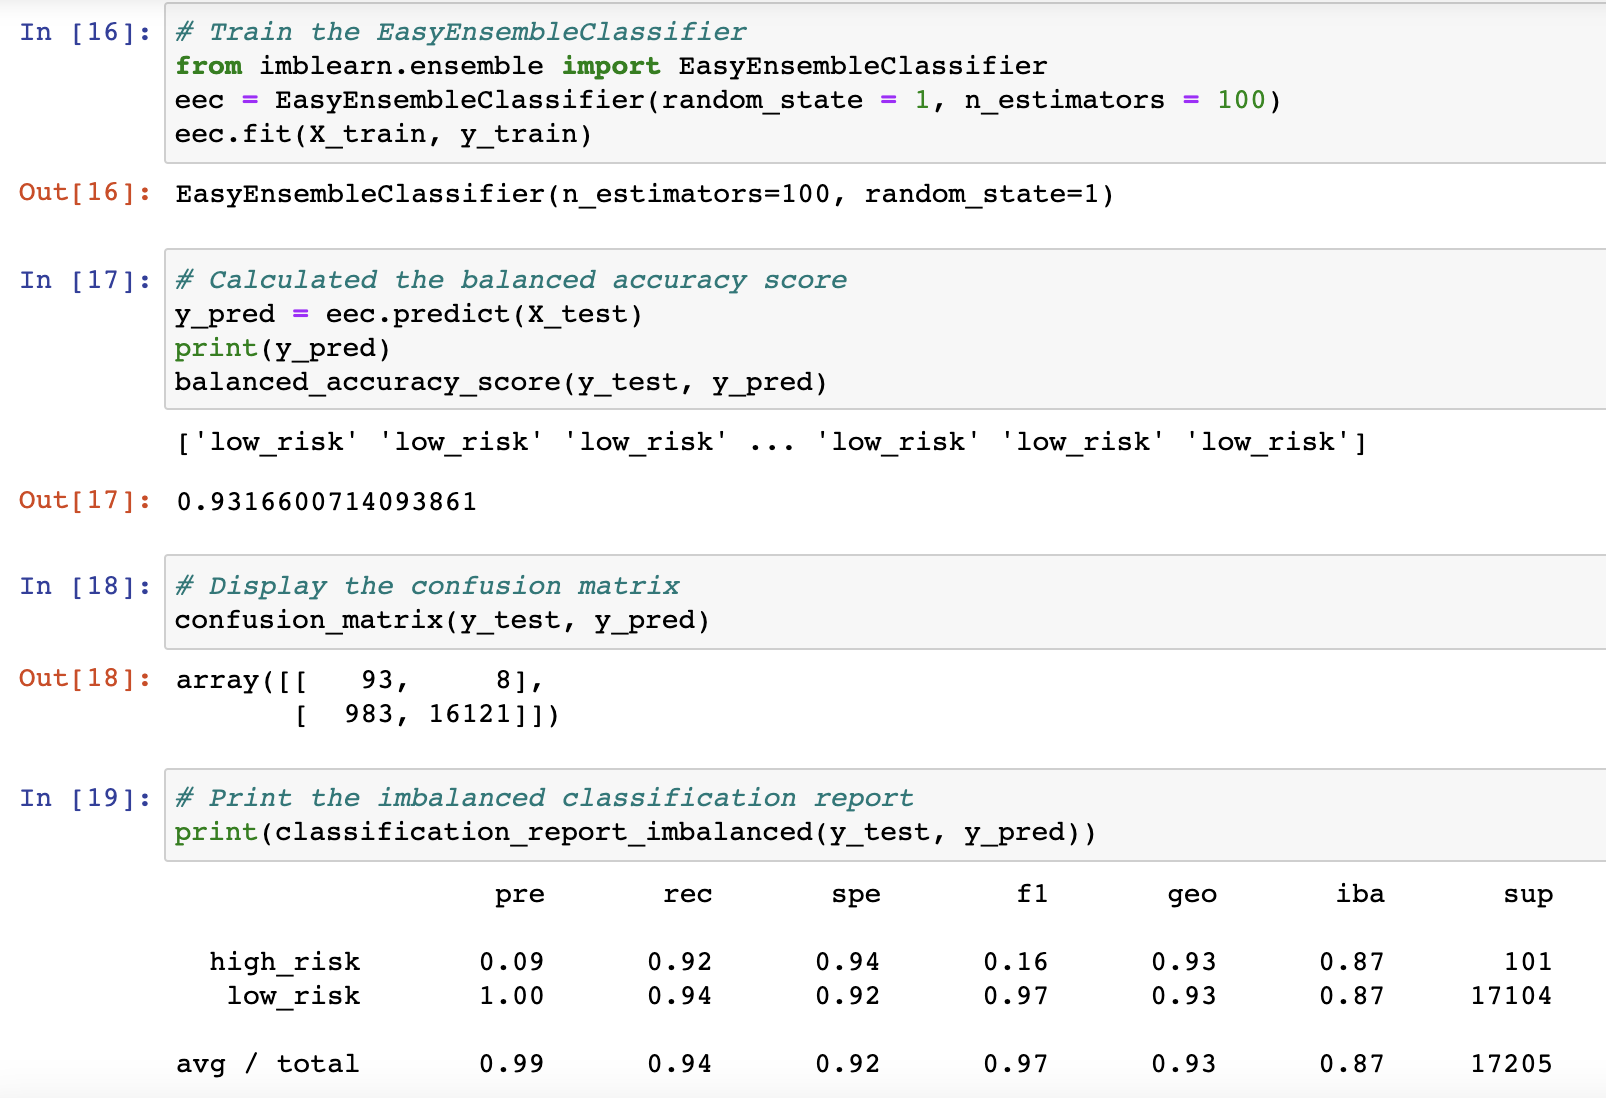 In [16]: # Train the EasyEnsembleClassifier
from imblearn.ensemble import EasyEnsembleClassifier
eec = EasyEnsembleClassifier(random_state = 1, n_estimators = 100)
eec.fit(X_train, y_train)
Out[16]: EasyEnsembleClassifier(n_estimators=100, random_state=1)
In [17]: # Calculated the balanced accuracy score
y_pred = eec.predict(X_test)
print(y_pred)
balanced_accuracy_score(y_test, y_pred)
['low_risk' 'low_risk' 'low_risk' ... 'low_risk' 'low_risk' 'low_risk']
Out[17]: 0.9316600714093861
In [18]: # Display the confusion matrix
confusion_matrix(y_test, y_pred)
Out[18]: array([[   93,     8],
       [  983, 16121]])
In [19]: # Print the imbalanced classification report
print(classification_report_imbalanced(y_test, y_pred))
pre rec spe f1 geo iba sup
high_risk 0.09 0.92 0.94 0.16 0.93 0.87 101
low_risk 1.00 0.94 0.92 0.97 0.93 0.87 17104
avg / total 0.99 0.94 0.92 0.97 0.93 0.87 17205